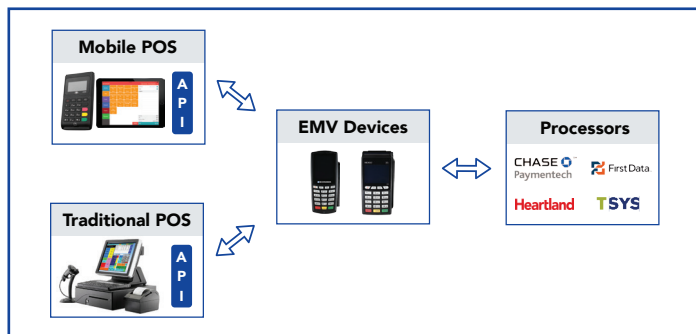 Mobile POS
A
P
I
EMV Devices
Processors
CHASE
Paymentech
First Data.
Heartland
TSYS
Traditional POS
A
P
I